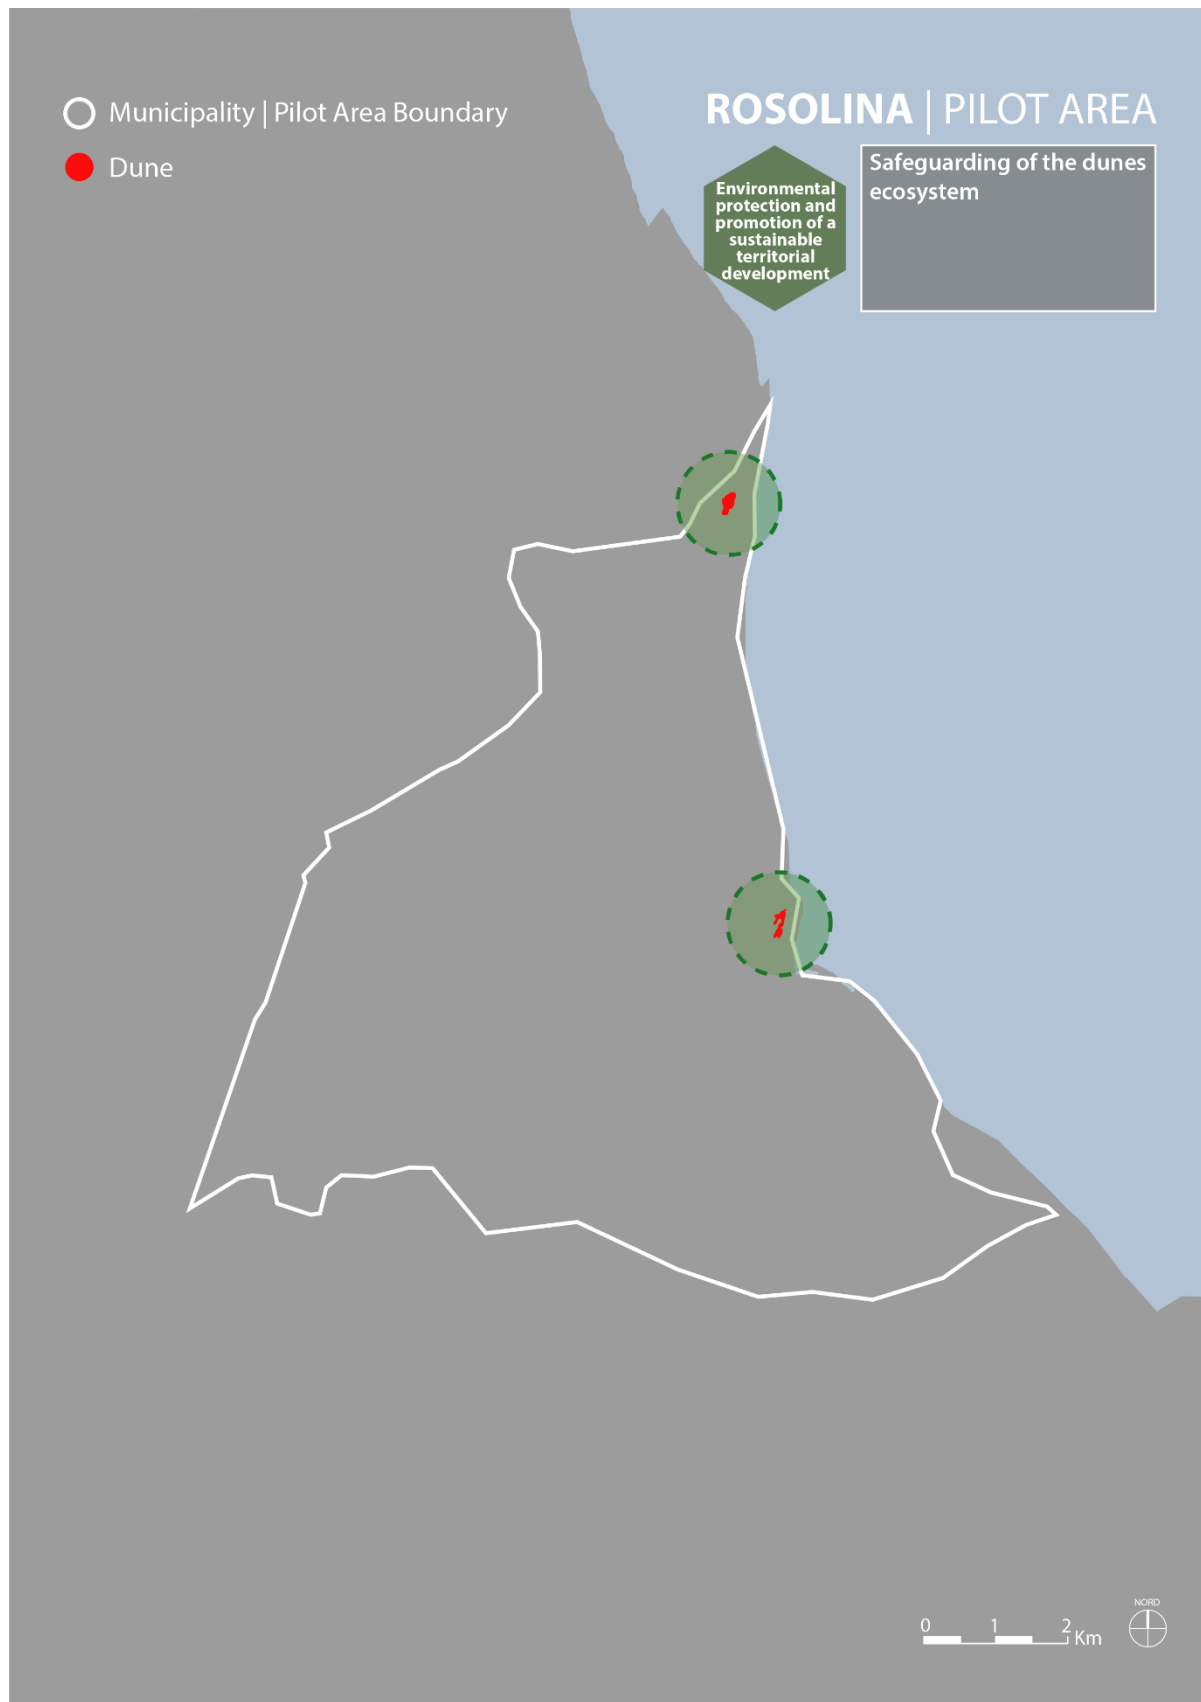 Municipality | Pilot Area Boundary
Dune
ROSOLINA | PILOT AREA
Environmental
protection and
promotion of a
sustainable
territorial
development
Safeguarding of the dunes
ecosystem
0 1 2 Km
NORD